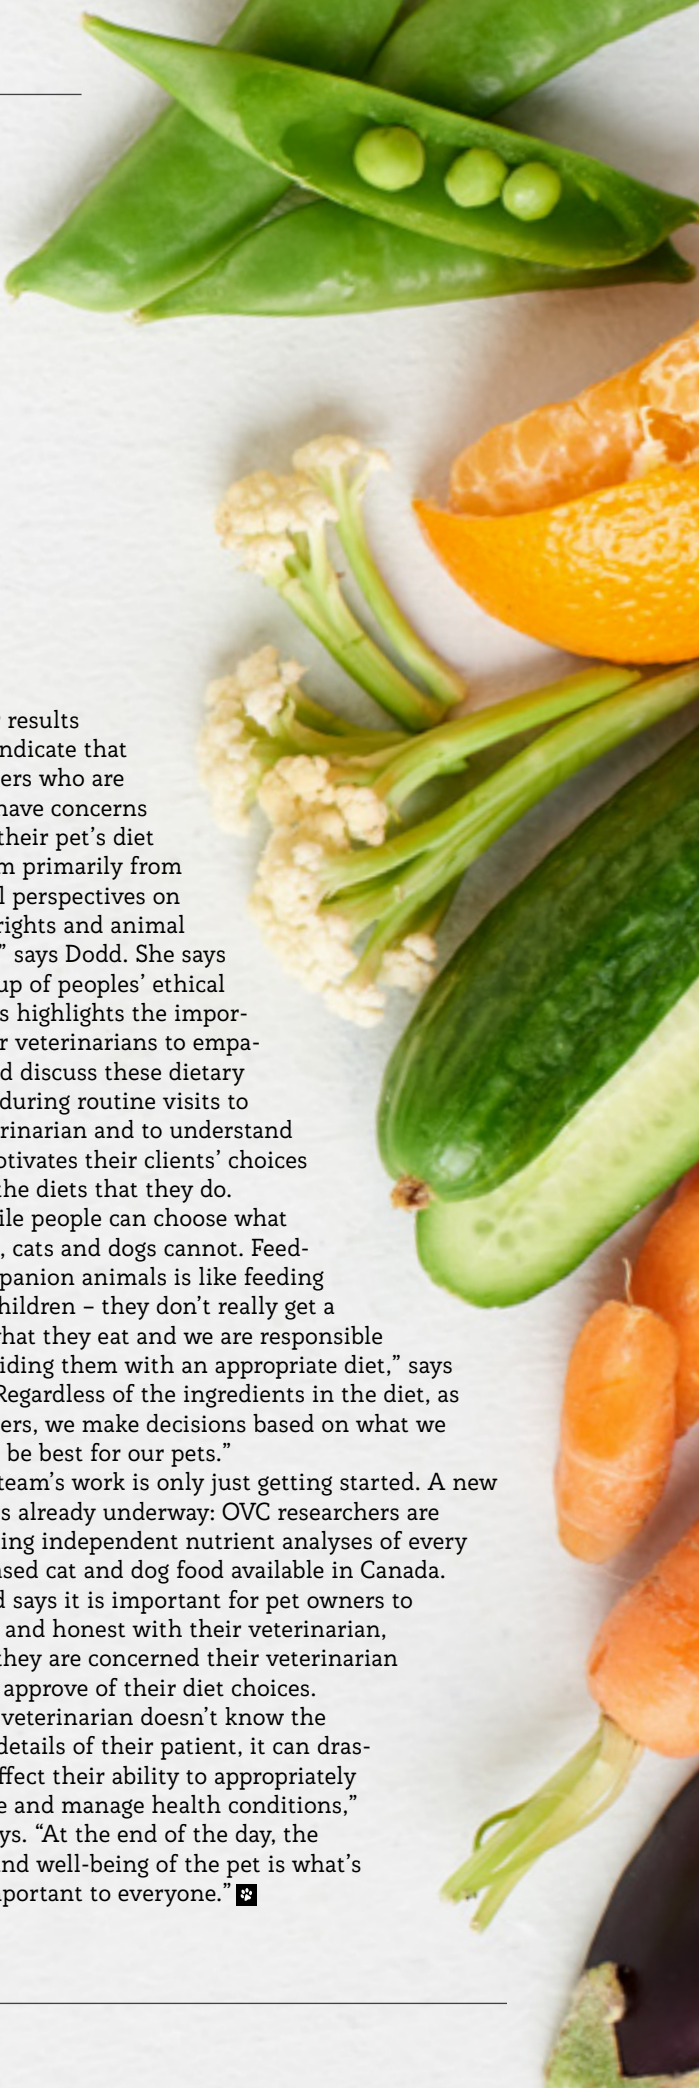 results
ndicate that
ers who are
have concerns
their pet's diet
m primarily from
l perspectives on
rights and animal
” says Dodd. She says
up of peoples’ ethical
s highlights the impor-
r veterinarians to empa-
d discuss these dietary
during routine visits to
rinarian and to understand
otivates their clients’ choices
the diets that they do.
ile people can choose what
, cats and dogs cannot. Feed-
panion animals is like feeding
hildren – they don’t really get a
hat they eat and we are responsible
iding them with an appropriate diet,” says
Regardless of the ingredients in the diet, as
ers, we make decisions based on what we
be best for our pets.”
team’s work is only just getting started. A new
s already underway: OVC researchers are
ing independent nutrient analyses of every
ased cat and dog food available in Canada.
d says it is important for pet owners to
and honest with their veterinarian,
they are concerned their veterinarian
approve of their diet choices.
veterinarian doesn’t know the
details of their patient, it can dras-
ffect their ability to appropriately
e and manage health conditions,”
ys. “At the end of the day, the
nd well-being of the pet is what’s
portant to everyone.”